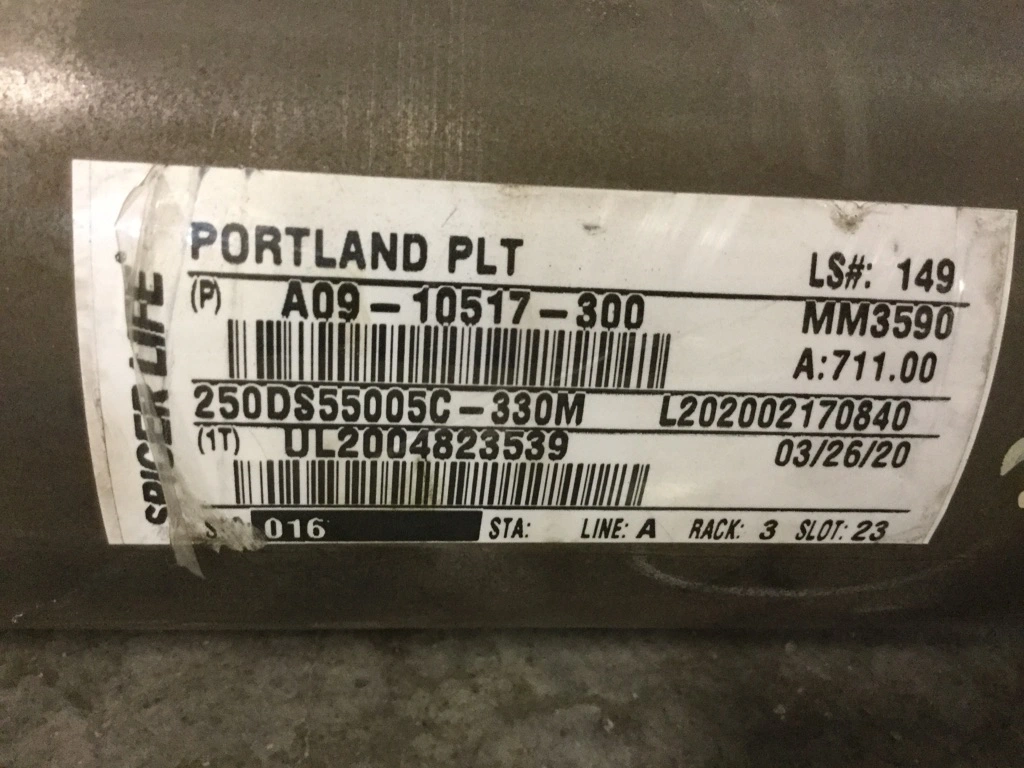 SPICER LIFE
PORTLAND PLT
LS#: 149
(P) A09-10517-300
MM3590
A:711.00
250DS55005C-330M L202002170840
(1T) UL2004823539
03/26/20
016 STA: LINE: A RACK: 3 SLOT: 23